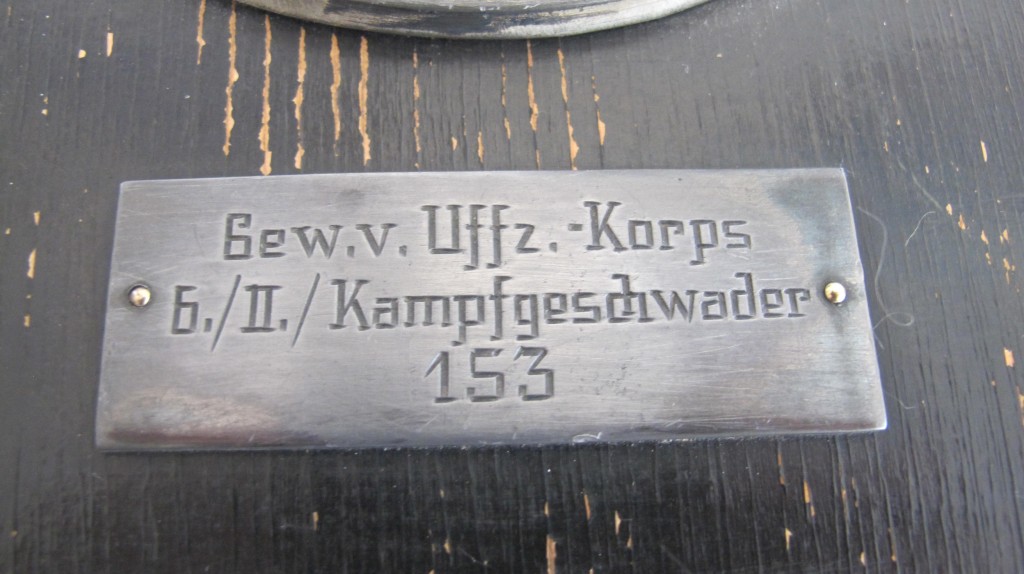 Gew.v. Uffz.-Korps
6./II./Kampfgeschwader
153